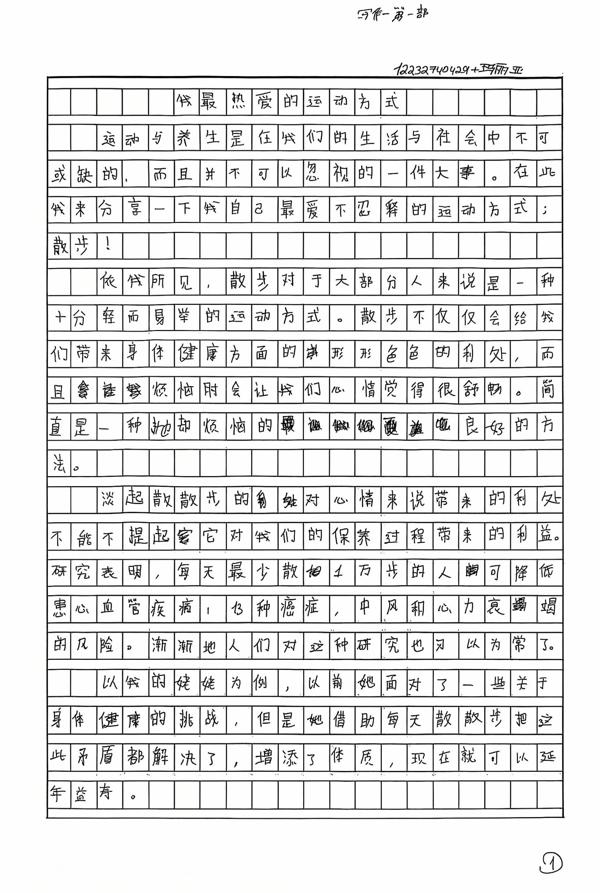 写作一第一部
12232740429+玛丽亚
我最热爱的运动方式
运动与养生是在我们的生活与社会中不可
或缺的，而且并不可以忽视的一件大事。在此
我来分享一下我自己最爱不忍释的运动方式；
散步！
依我所见，散步对于大部分人来说是一种
十分轻而易举的运动方式。散步不仅仅会给我
们带来身体健康方面的形形色色的利处，而
且烦恼时会让我们心情觉得很舒畅。简
直是一种抛却烦恼的良好的方
法。
谈起散散步的对心情来说带来的利处
不能不提起它对我们的保养过程带来的利益。
研究表明，每天最少散1万步的人可降低
患心血管疾病，13种癌症，中风和心力衰竭
的风险。渐渐地人们对这种研究也习以为常了。
以我的姥姥为例，以前她面对了一些关于
身体健康的挑战，但是她借助每天散散步把这
些矛盾都解决了，增添了体质，现在就可以延
年益寿。
1